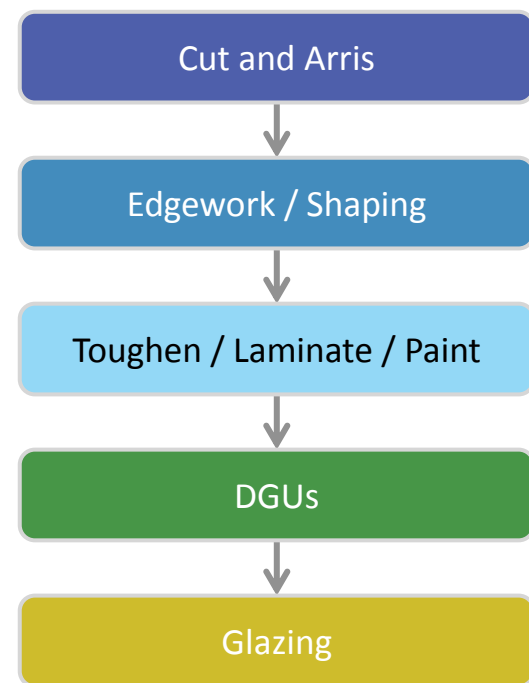 Cut and Arris
Edgework / Shaping
Toughen / Laminate / Paint
DGUs
Glazing